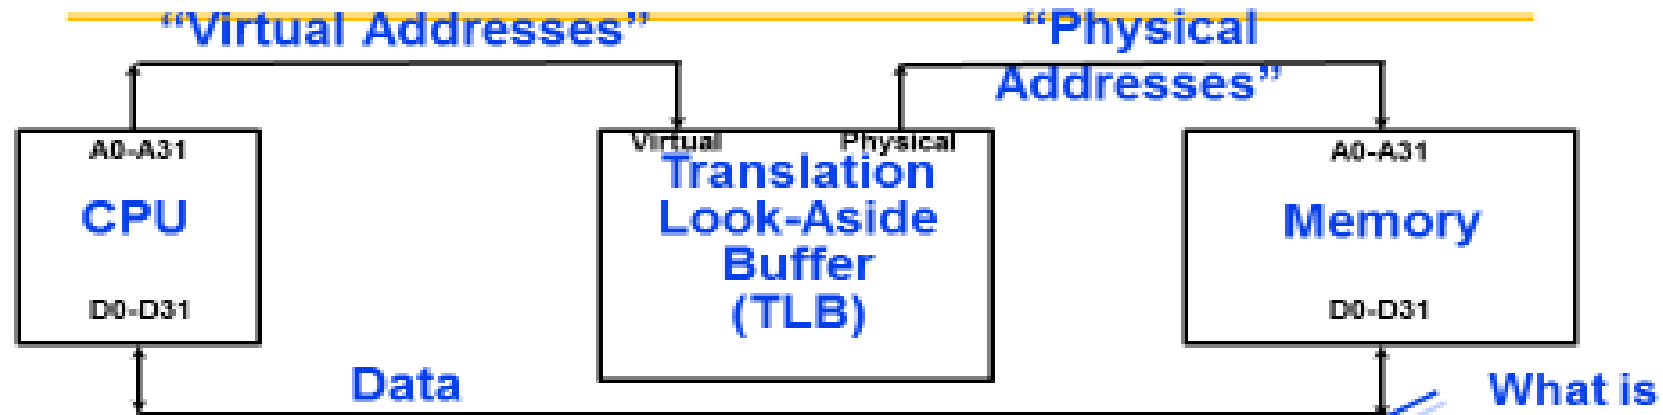 “Virtual Addresses”
“Physical
Addresses”
A0-A31
CPU
D0-D31
Virtual
Physical
Translation
Look-Aside
Buffer
(TLB)
A0-A31
Memory
D0-D31
Data
What is